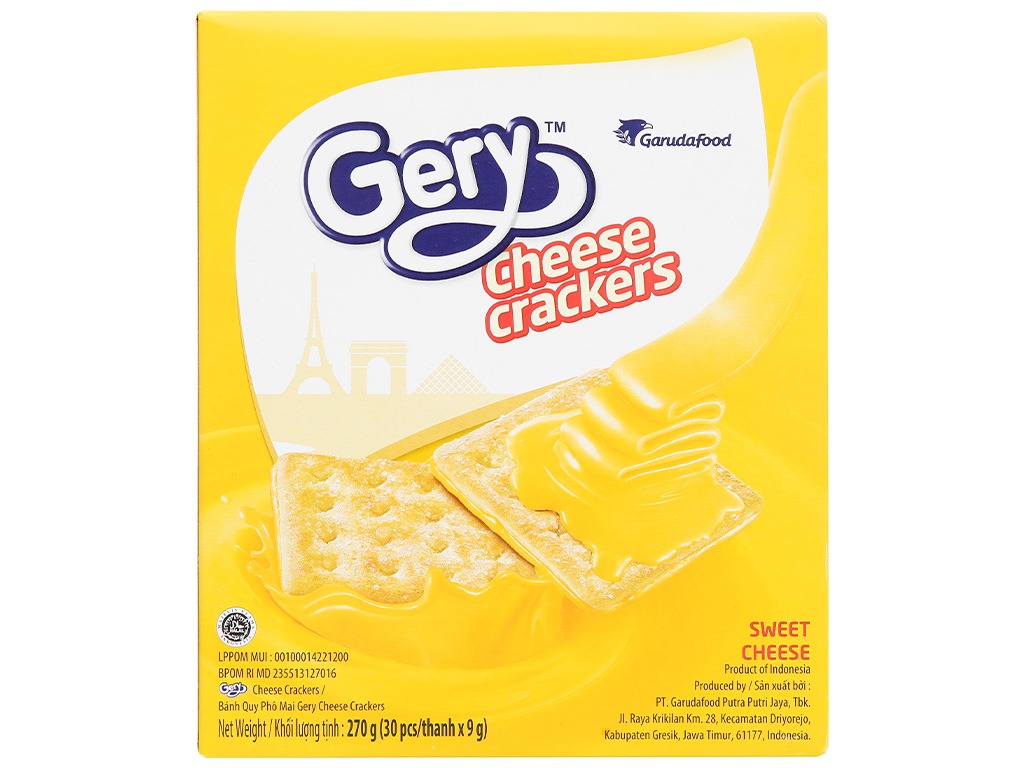 Gery™
GarudaFood
cheese
crackers
LPPOM MUI : 00100014221200
BPOM RI MD 235513127016
Gery Cheese Crackers /
Bánh Quy Phô Mai Gery Cheese Crackers
Net Weight / Khối lượng tịnh : 270 g (30 pcs/thanh x 9 g)
SWEET
CHEESE
Product of Indonesia
Produced by / Sản xuất bởi :
PT. Garudafood Putra Putri Jaya, Tbk.
Jl. Raya Krikilan Km. 28, Kecamatan Driyorejo,
Kabupaten Gresik, Jawa Timur, 61177, Indonesia.